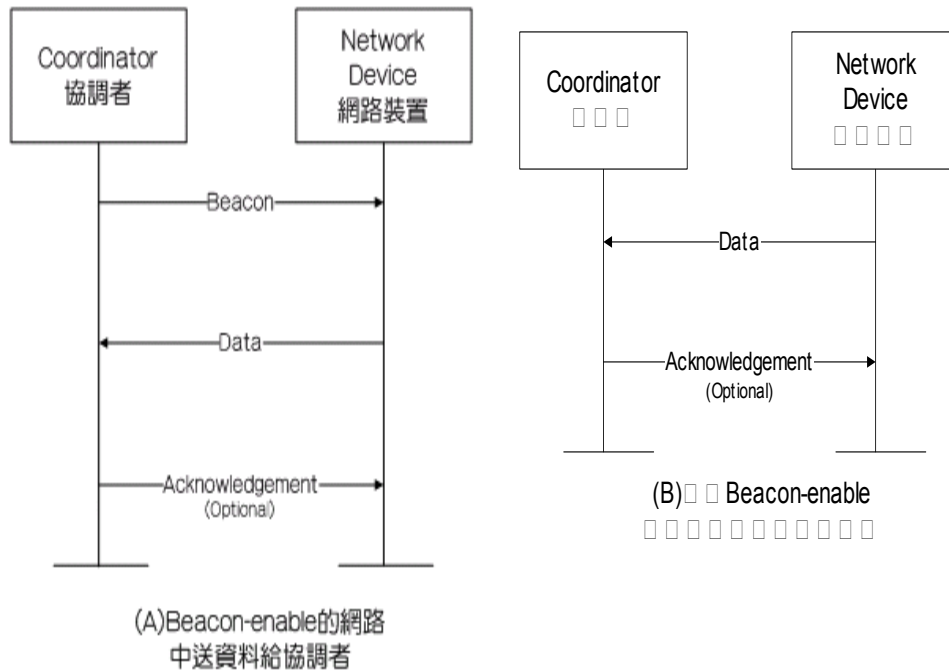 Coordinator
協調者
Network
Device
網路裝置
Beacon
Data
Acknowledgement
(Optional)
(A)Beacon-enable的網路
中送資料給協調者
Coordinator
Network
Device
Data
Acknowledgement
(Optional)
(B)
Beacon-enable